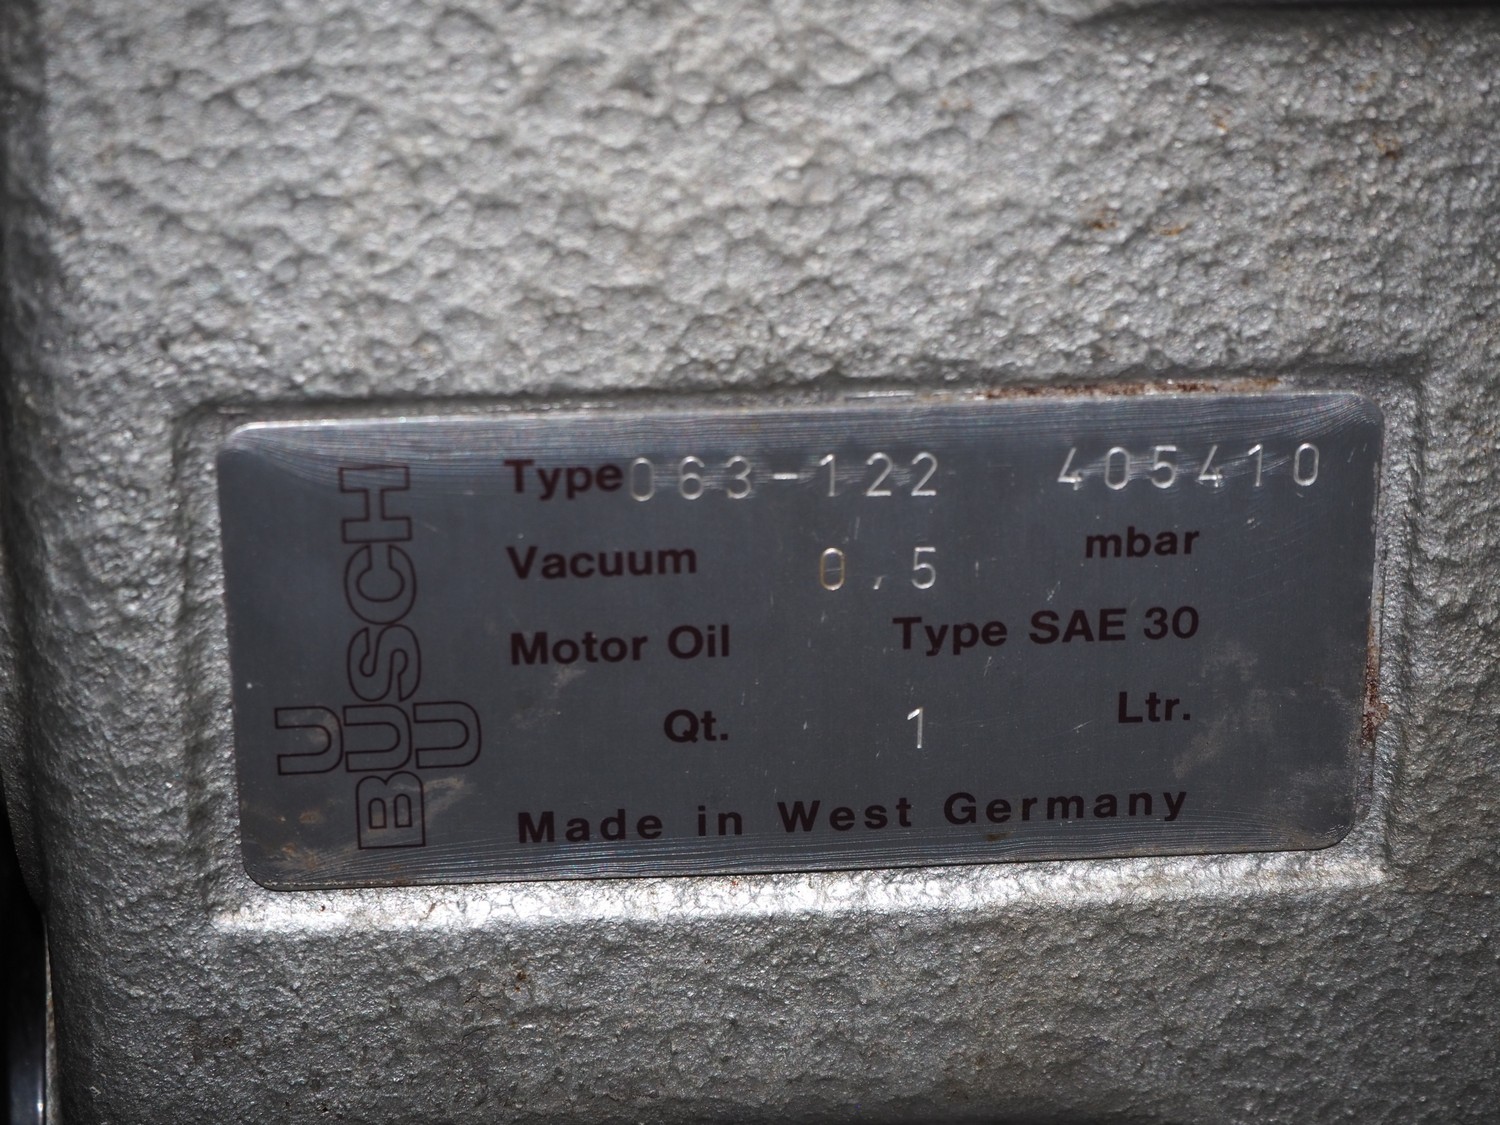 BUSCH
U
U
Type 063-122 405410
Vacuum 0,5 mbar
Motor Oil Type SAE 30
Qt. 1 Ltr.
Made in West Germany